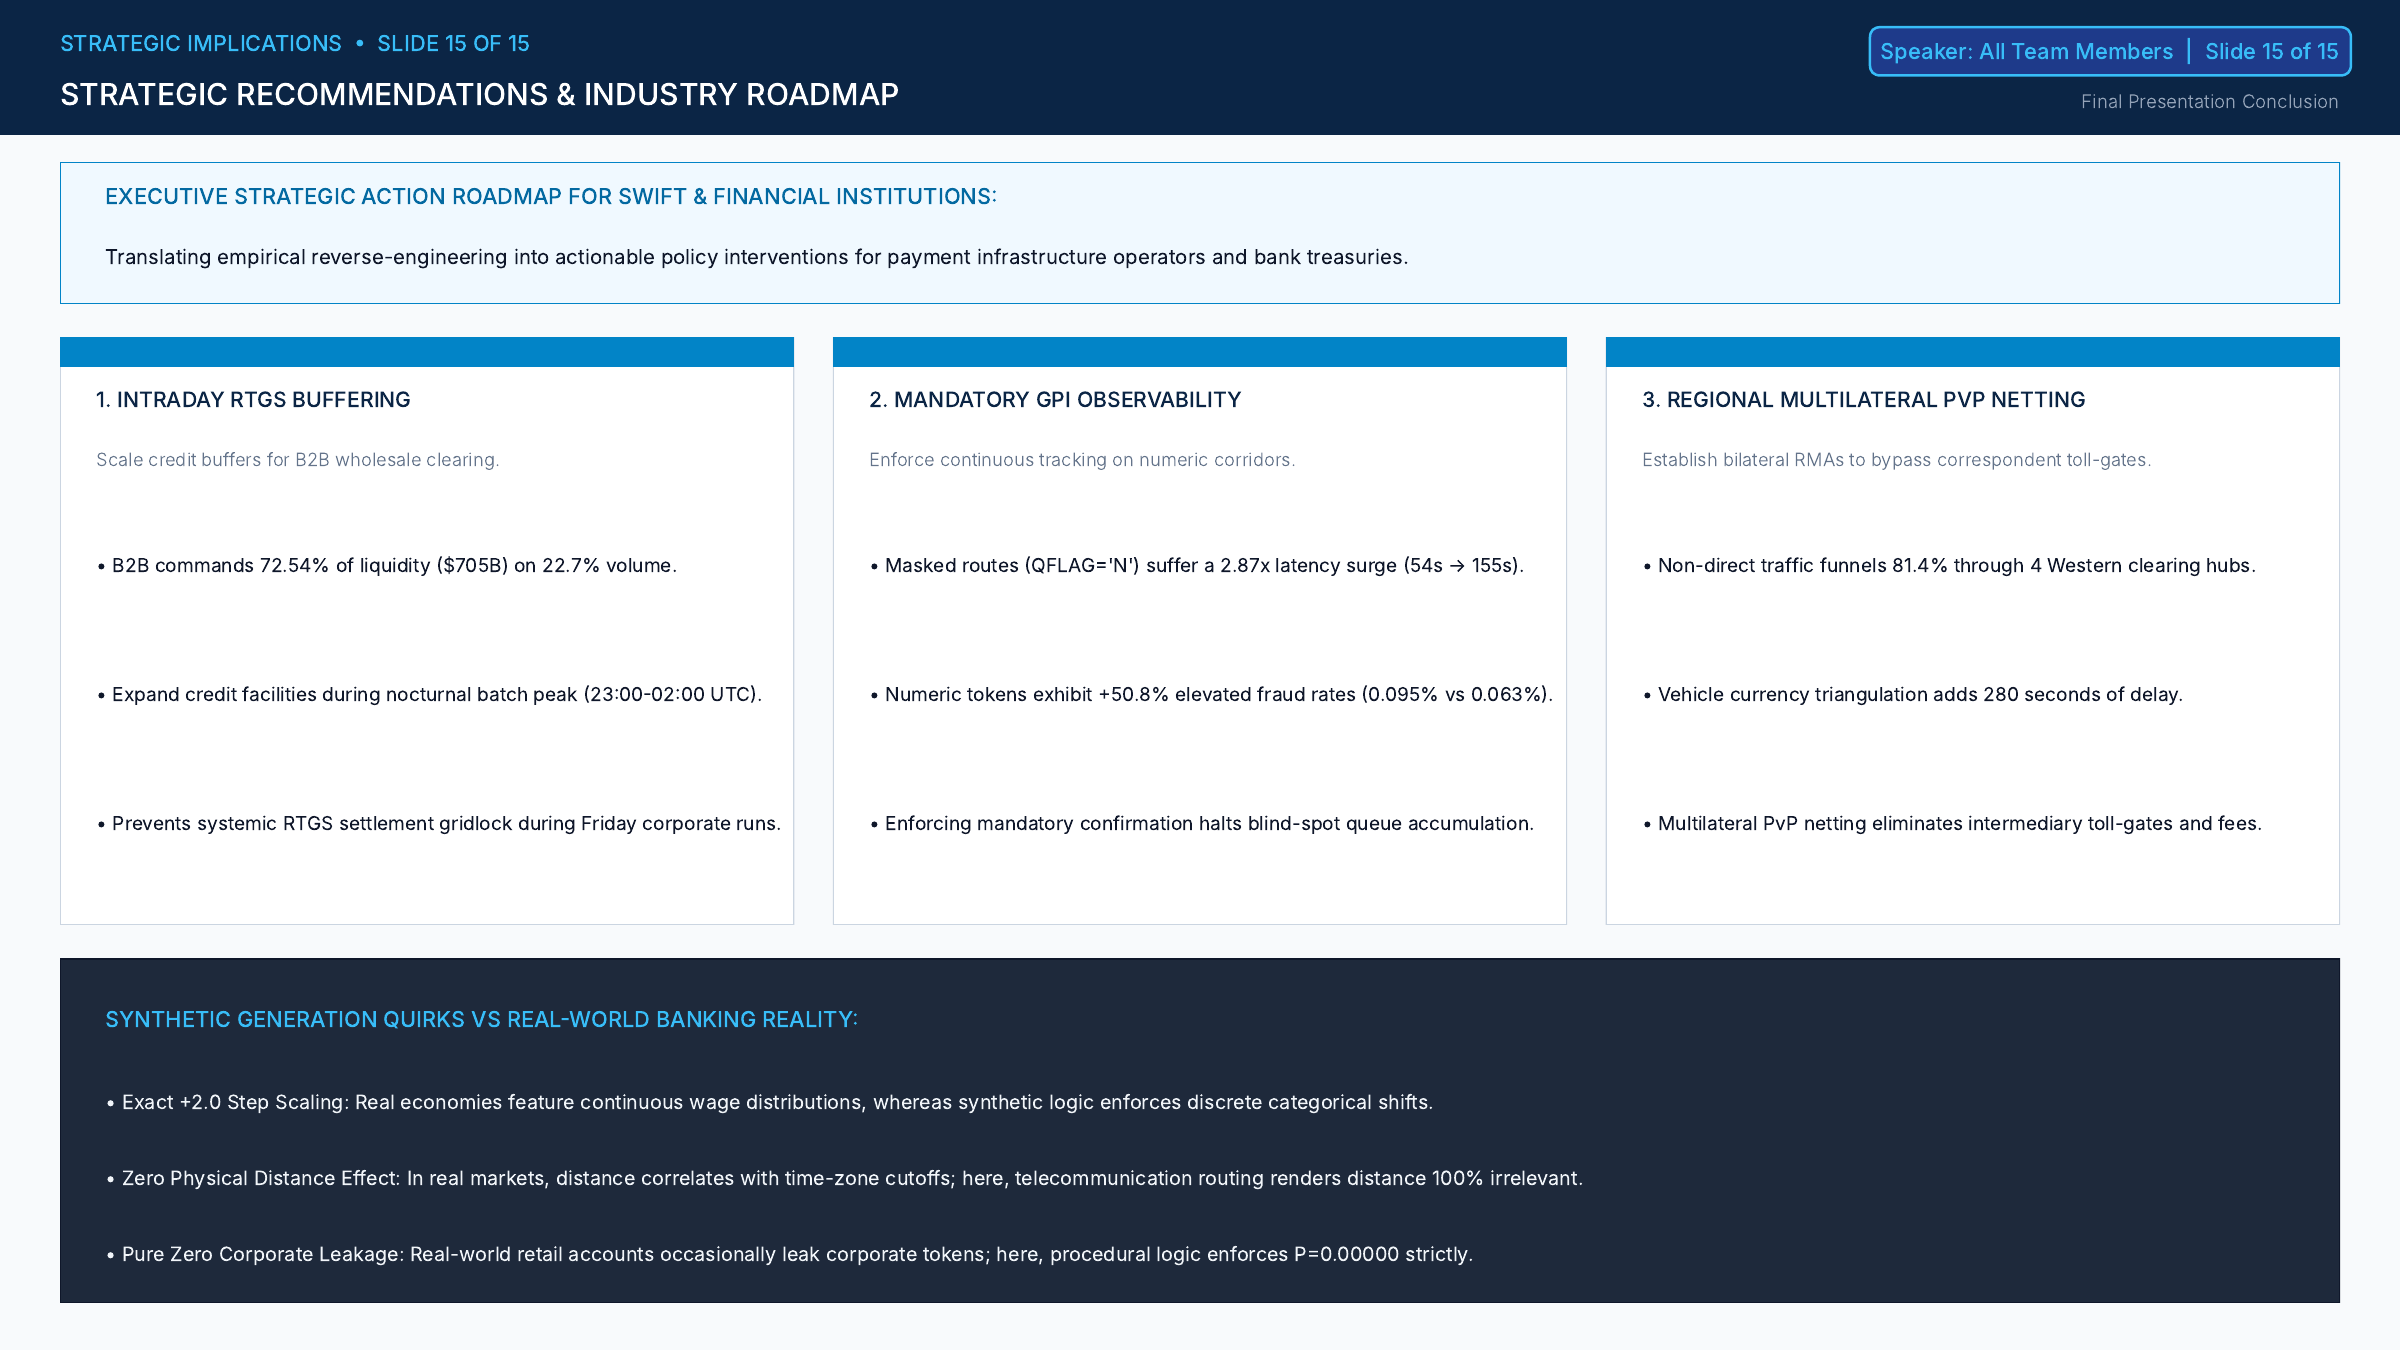 STRATEGIC IMPLICATIONS • SLIDE 15 OF 15
STRATEGIC RECOMMENDATIONS & INDUSTRY ROADMAP
Speaker: All Team Members | Slide 15 of 15
Final Presentation Conclusion
EXECUTIVE STRATEGIC ACTION ROADMAP FOR SWIFT & FINANCIAL INSTITUTIONS:
Translating empirical reverse-engineering into actionable policy interventions for payment infrastructure operators and bank treasuries.
1. INTRADAY RTGS BUFFERING
Scale credit buffers for B2B wholesale clearing.
• B2B commands 72.54% of liquidity ($705B) on 22.7% volume.
• Expand credit facilities during nocturnal batch peak (23:00-02:00 UTC).
• Prevents systemic RTGS settlement gridlock during Friday corporate runs.
2. MANDATORY GPI OBSERVABILITY
Enforce continuous tracking on numeric corridors.
• Masked routes (QFLAG='N') suffer a 2.87x latency surge (54s → 155s).
• Numeric tokens exhibit +50.8% elevated fraud rates (0.095% vs 0.063%).
• Enforcing mandatory confirmation halts blind-spot queue accumulation.
3. REGIONAL MULTILATERAL PVP NETTING
Establish bilateral RMAs to bypass correspondent toll-gates.
• Non-direct traffic funnels 81.4% through 4 Western clearing hubs.
• Vehicle currency triangulation adds 280 seconds of delay.
• Multilateral PvP netting eliminates intermediary toll-gates and fees.
SYNTHETIC GENERATION QUIRKS VS REAL-WORLD BANKING REALITY:
• Exact +2.0 Step Scaling: Real economies feature continuous wage distributions, whereas synthetic logic enforces discrete categorical shifts.
• Zero Physical Distance Effect: In real markets, distance correlates with time-zone cutoffs; here, telecommunication routing renders distance 100% irrelevant.
• Pure Zero Corporate Leakage: Real-world retail accounts occasionally leak corporate tokens; here, procedural logic enforces P=0.00000 strictly.